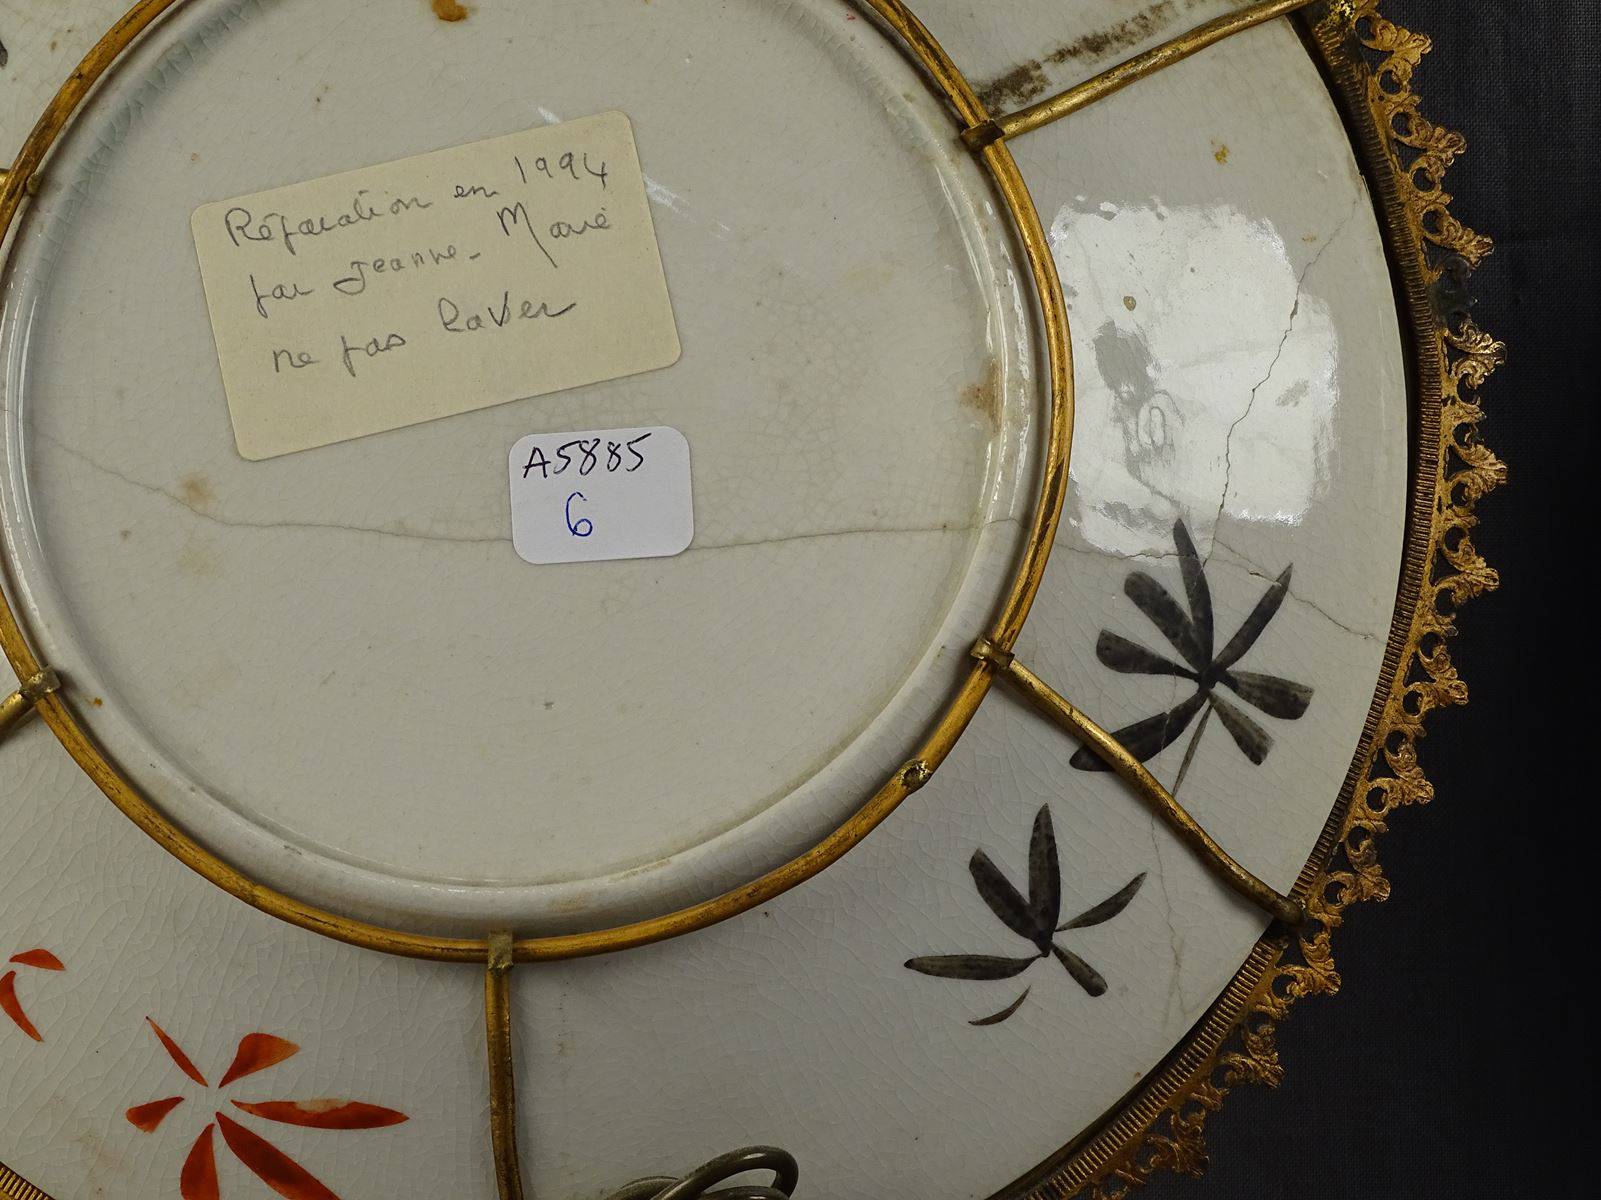 Réparation en 1994
par Jeanne-Marie
ne pas laver
A5885
6